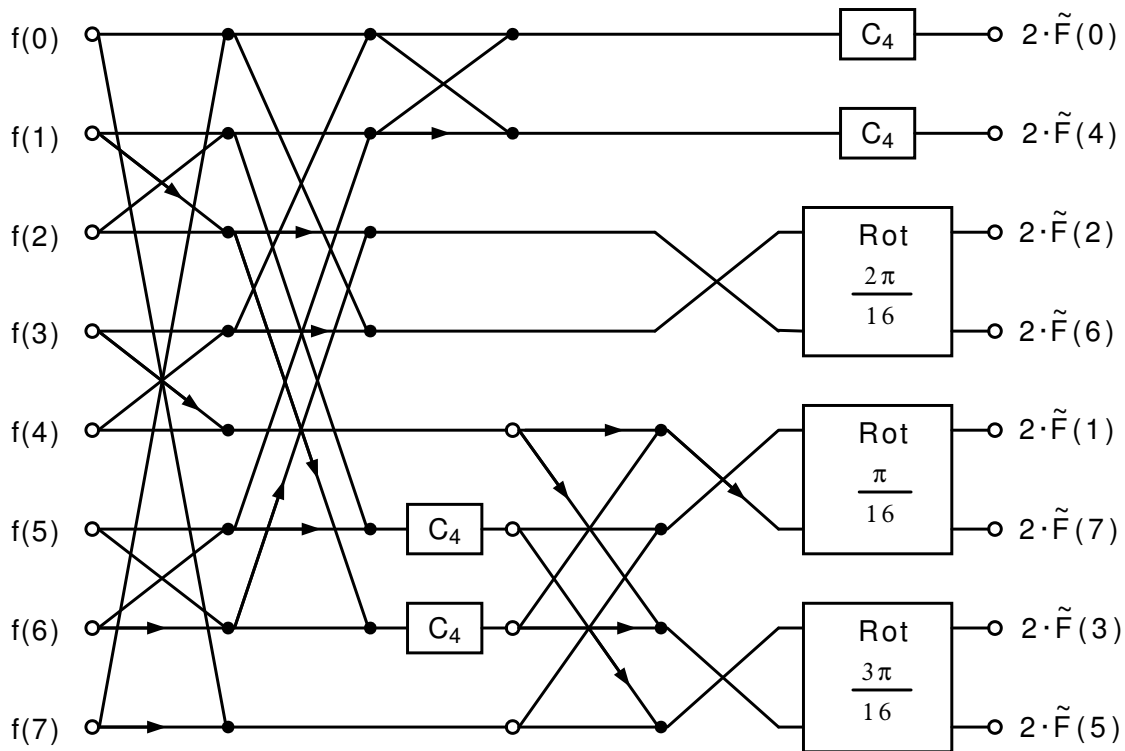 f(0)
C₄
2·F̃(0)
f(1)
C₄
2·F̃(4)
f(2)
Rot
2·F̃(2)
2π
16
f(3)
2·F̃(6)
f(4)
Rot
2·F̃(1)
π
16
f(5)
C₄
2·F̃(7)
f(6)
C₄
Rot
2·F̃(3)
3π
16
f(7)
2·F̃(5)